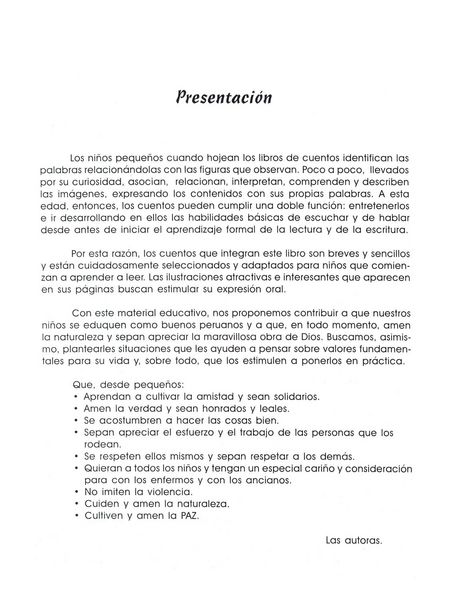 Presentación
Los niños pequeños cuando hojean los libros de cuentos identifican las
palabras relacionándolas con las figuras que observan. Poco a poco, llevados
por su curiosidad, asocian, relacionan, interpretan, comprenden y describen
las imágenes, expresando los contenidos con sus propias palabras. A esta
edad, entonces, los cuentos pueden cumplir una doble función: entretenerlos
e ir desarrollando en ellos las habilidades básicas de escuchar y de hablar
desde antes de iniciar el aprendizaje formal de la lectura y de la escritura.
Por esta razón, los cuentos que integran este libro son breves y sencillos
y están cuidadosamente seleccionados y adaptados para niños que comien-
zan a aprender a leer. Las ilustraciones atractivas e interesantes que aparecen
en sus páginas buscan estimular su expresión oral.
Con este material educativo, nos proponemos contribuir a que nuestros
niños se eduquen como buenos peruanos y a que, en todo momento, amen
la naturaleza y sepan apreciar la maravillosa obra de Dios. Buscamos, asimis-
mo, plantearles situaciones que les ayuden a pensar sobre valores fundamen-
tales para su vida y, sobre todo, que los estimulen a ponerlos en práctica.
Que, desde pequeños:
• Aprendan a cultivar la amistad y sean solidarios.
• Amen la verdad y sean honrados y leales.
• Se acostumbren a hacer las cosas bien.
• Sepan apreciar el esfuerzo y el trabajo de las personas que los
rodean.
• Se respeten ellos mismos y sepan respetar a los demás.
• Quieran a todos los niños y tengan un especial cariño y consideración
para con los enfermos y con los ancianos.
• No imiten la violencia.
• Cuiden y amen la naturaleza.
• Cultiven y amen la PAZ.
Las autoras.